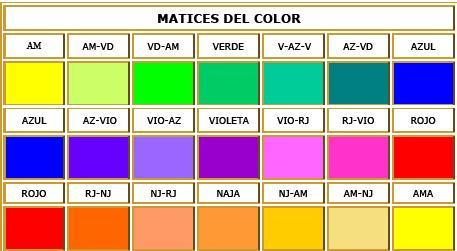 MATICES DEL COLOR
AM AM-VD VD-AM VERDE V-AZ-V AZ-VD AZUL
AZUL AZ-VIO VIO-AZ VIOLETA VIO-RJ RJ-VIO ROJO
ROJO RJ-NJ NJ-RJ NAJA NJ-AM AM-NJ AMA